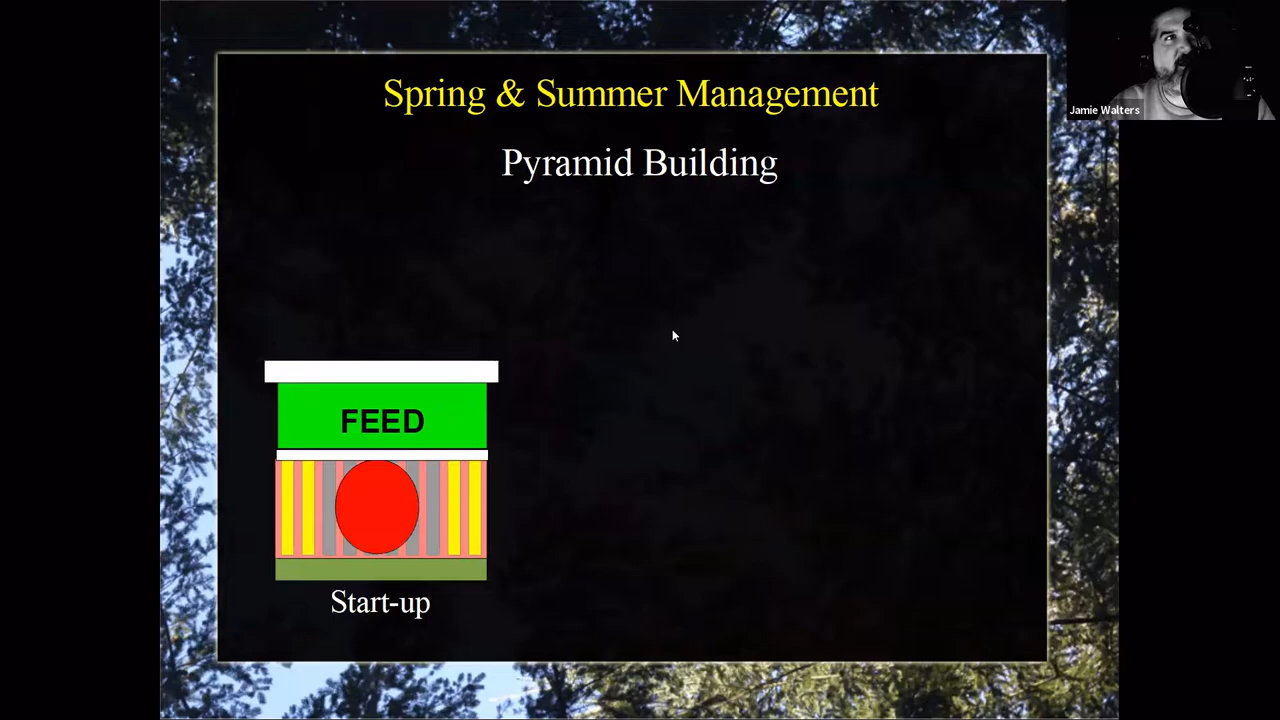 Spring & Summer Management
Jamie Walters
Pyramid Building
FEED
Start-up